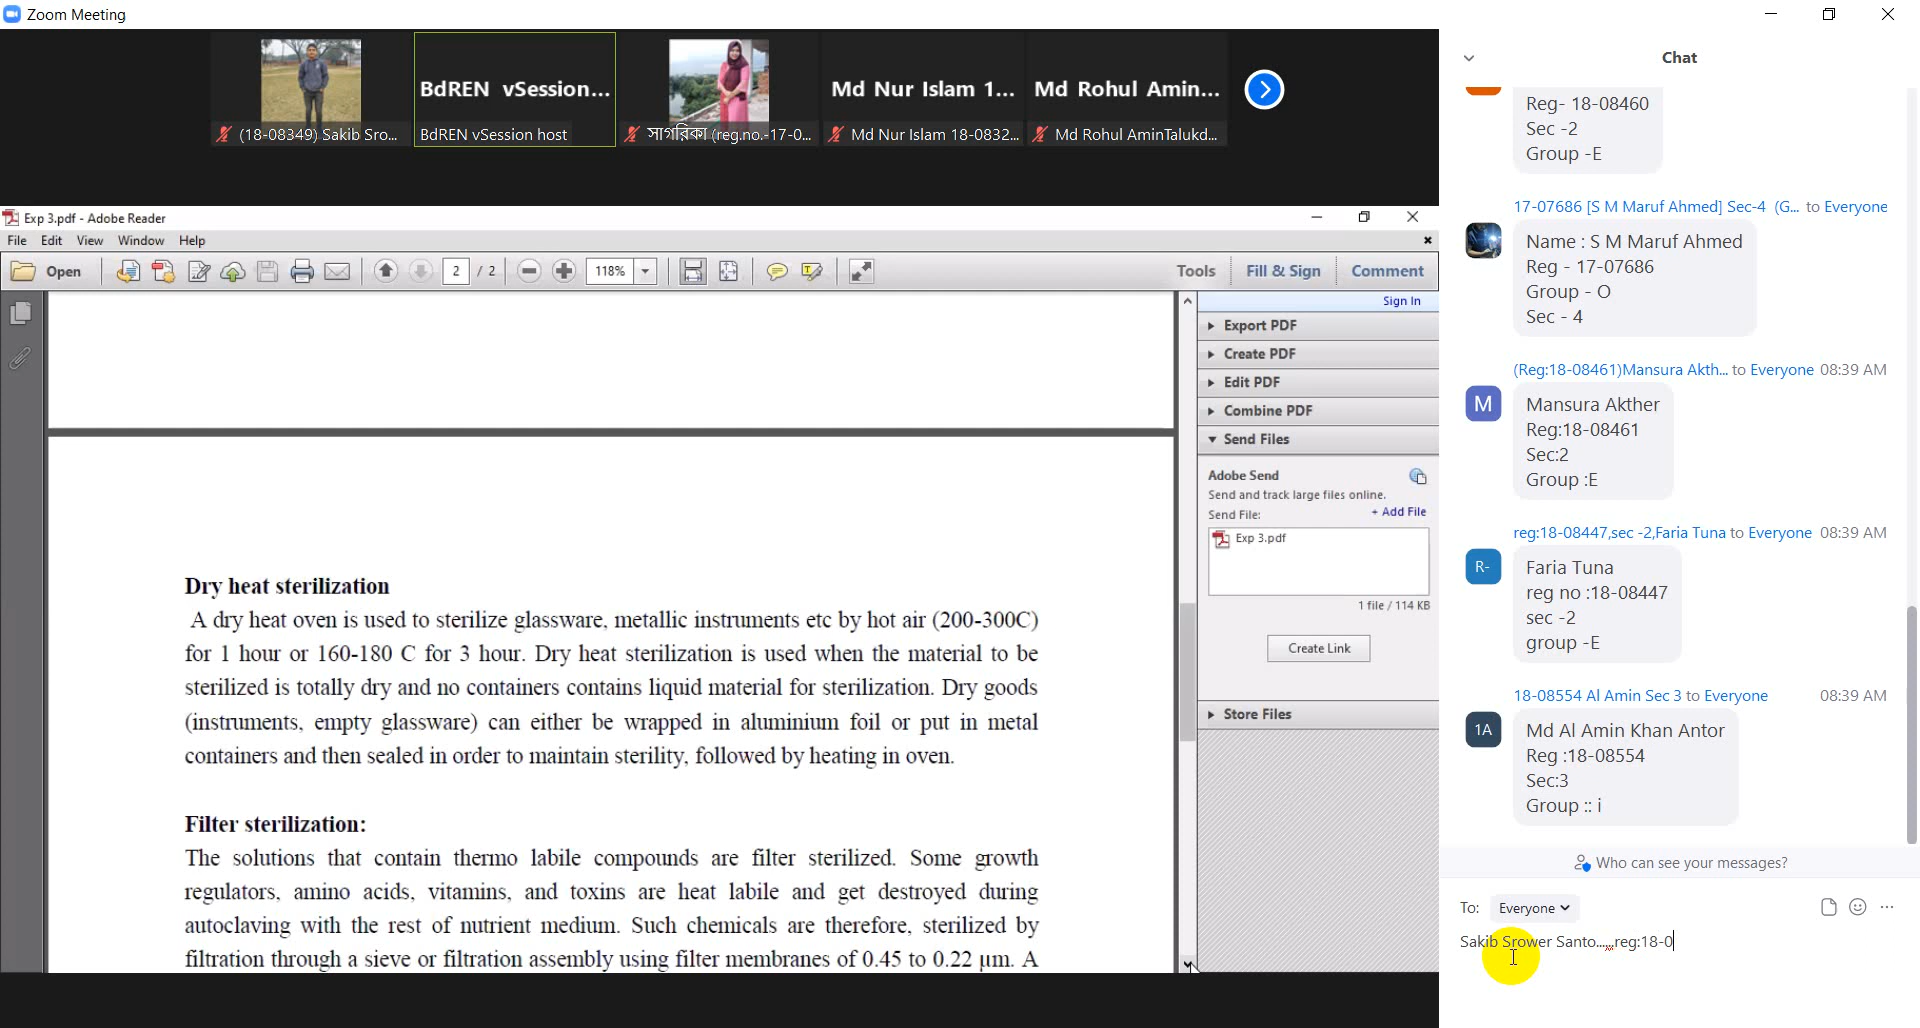 Zoom Meeting
BdREN vSession...
Md Nur Islam 1...
Md Rohul Amin...
(18-08349) Sakib Sro...
BdREN vSession host
সাগরিকা (reg.no.-17-0...
Md Nur Islam 18-0832...
Md Rohul AminTalukd...
Exp 3.pdf - Adobe Reader
File Edit View Window Help
Open
2 / 2
118%
Tools
Fill & Sign
Comment
Sign In
Export PDF
Create PDF
Edit PDF
Combine PDF
Send Files
Adobe Send
Send and track large files online.
Send File:
+ Add File
Exp 3.pdf
1 file / 114 KB
Create Link
Store Files
Dry heat sterilization
A dry heat oven is used to sterilize glassware, metallic instruments etc by hot air (200-300C)
for 1 hour or 160-180 C for 3 hour. Dry heat sterilization is used when the material to be
sterilized is totally dry and no containers contains liquid material for sterilization. Dry goods
(instruments, empty glassware) can either be wrapped in aluminium foil or put in metal
containers and then sealed in order to maintain sterility, followed by heating in oven.
Filter sterilization:
The solutions that contain thermo labile compounds are filter sterilized. Some growth
regulators, amino acids, vitamins, and toxins are heat labile and get destroyed during
autoclaving with the rest of nutrient medium. Such chemicals are therefore, sterilized by
filtration through a sieve or filtration assembly using filter membranes of 0.45 to 0.22 µm. A
Chat
Reg- 18-08460
Sec -2
Group -E
17-07686 [S M Maruf Ahmed] Sec-4 (G... to Everyone
Name : S M Maruf Ahmed
Reg - 17-07686
Group - O
Sec - 4
(Reg:18-08461)Mansura Akth... to Everyone 08:39 AM
M
Mansura Akther
Reg:18-08461
Sec:2
Group :E
reg:18-08447,sec -2,Faria Tuna to Everyone 08:39 AM
R-
Faria Tuna
reg no :18-08447
sec -2
group -E
18-08554 Al Amin Sec 3 to Everyone 08:39 AM
1A
Md Al Amin Khan Antor
Reg :18-08554
Sec:3
Group :: i
Who can see your messages?
To: Everyone
Sakib Srower Santo.....,,reg:18-0